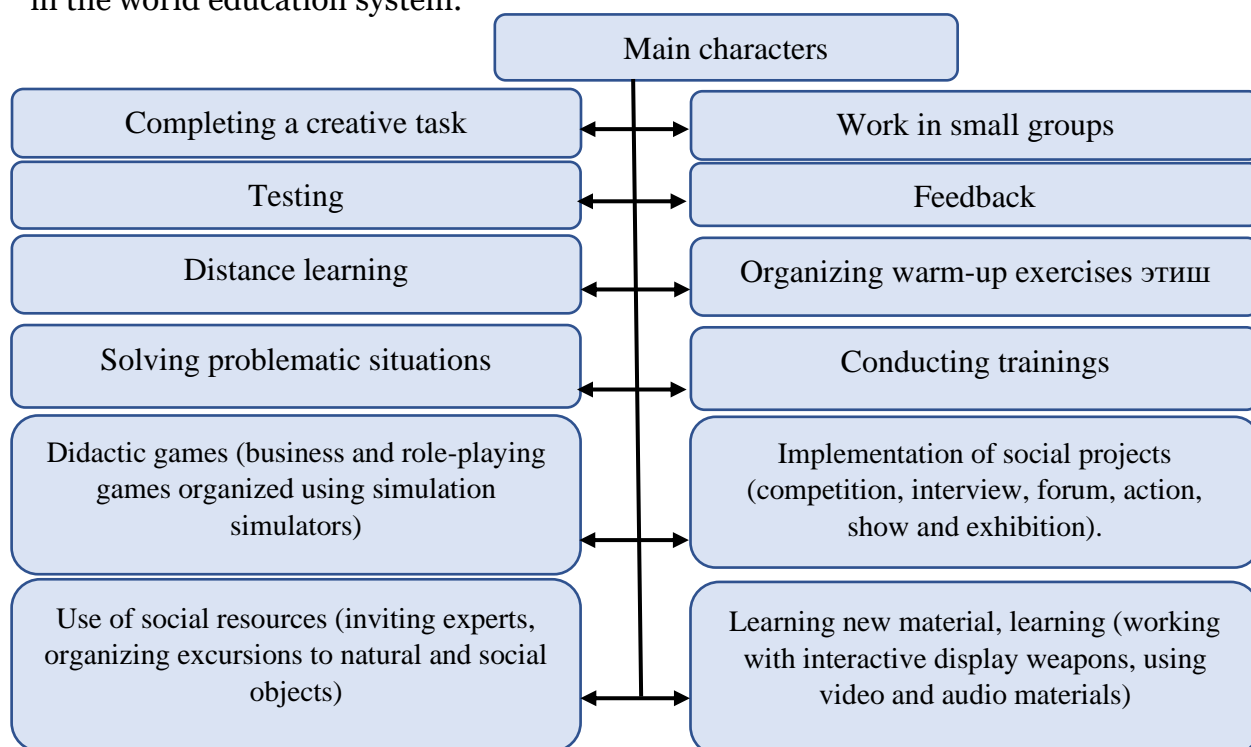 in the world education system.
Main characters
Completing a creative task
Work in small groups
Testing
Feedback
Distance learning
Organizing warm-up exercises этиш
Solving problematic situations
Conducting trainings
Didactic games (business and role-playing
games organized using simulation
simulators)
Implementation of social projects
(competition, interview, forum, action,
show and exhibition).
Use of social resources (inviting experts,
organizing excursions to natural and social
objects)
Learning new material, learning (working
with interactive display weapons, using
video and audio materials)